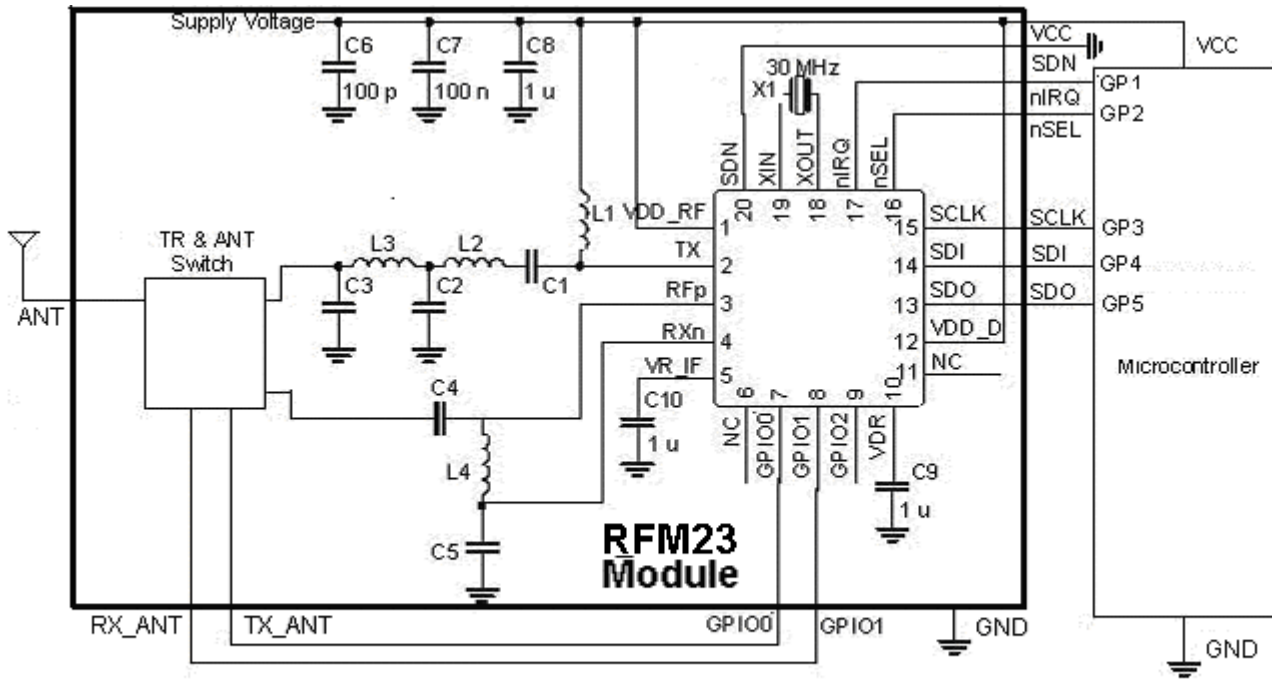 Supply Voltage
C6
100 p
C7
100 n
C8
1 u
30 MHz
X1
VCC
VCC
SDN
GP1
nIRQ
GP2
nSEL
SDN
XIN
XOUT
nIRQ
nSEL
20
19
18
17
16
L1
VDD_RF
1
15
SCLK
SCLK
GP3
TR & ANT
Switch
L3
L2
TX
2
14
SDI
SDI
GP4
C3
C2
C1
RFp
3
13
SDO
SDO
GP5
ANT
RXn
4
12
VDD_D
VR_IF
5
11
NC
Microcontroller
C4
C10
1 u
6
7
8
9
10
NC
GPIO0
GPIO1
GPIO2
VDR
L4
C9
1 u
C5
RFM23
Module
RX_ANT
TX_ANT
GPIO0
GPIO1
GND
GND